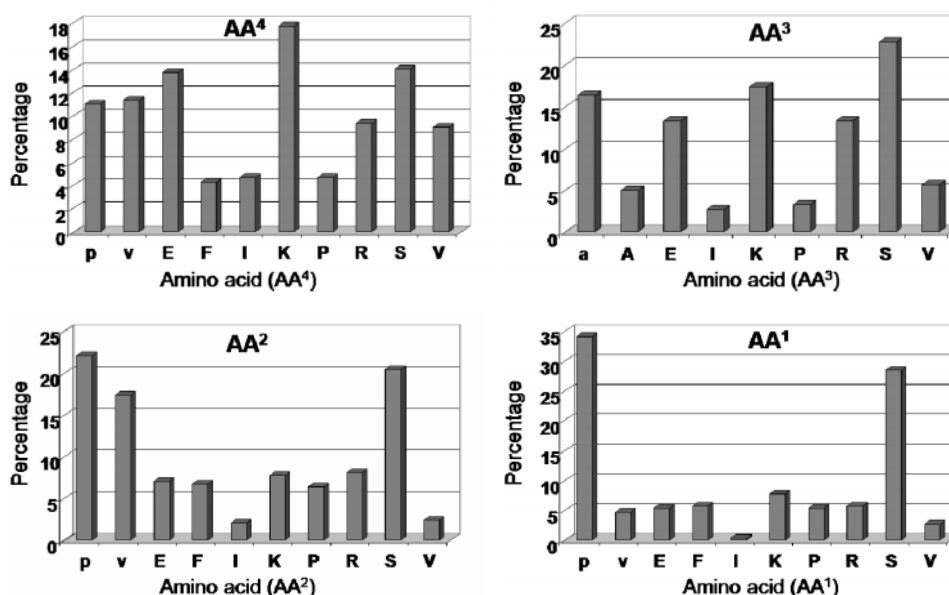 AA⁴
Percentage
18
16
14
12
10
8
6
4
2
0
p v E F I K P R S V
Amino acid (AA⁴)
AA³
Percentage
25
20
15
10
5
0
a A E I K P R S V
Amino acid (AA³)
AA²
Percentage
25
20
15
10
5
0
p v E F I K P R S V
Amino acid (AA²)
AA¹
Percentage
35
30
25
20
15
10
5
0
p v E F I K P R S V
Amino acid (AA¹)